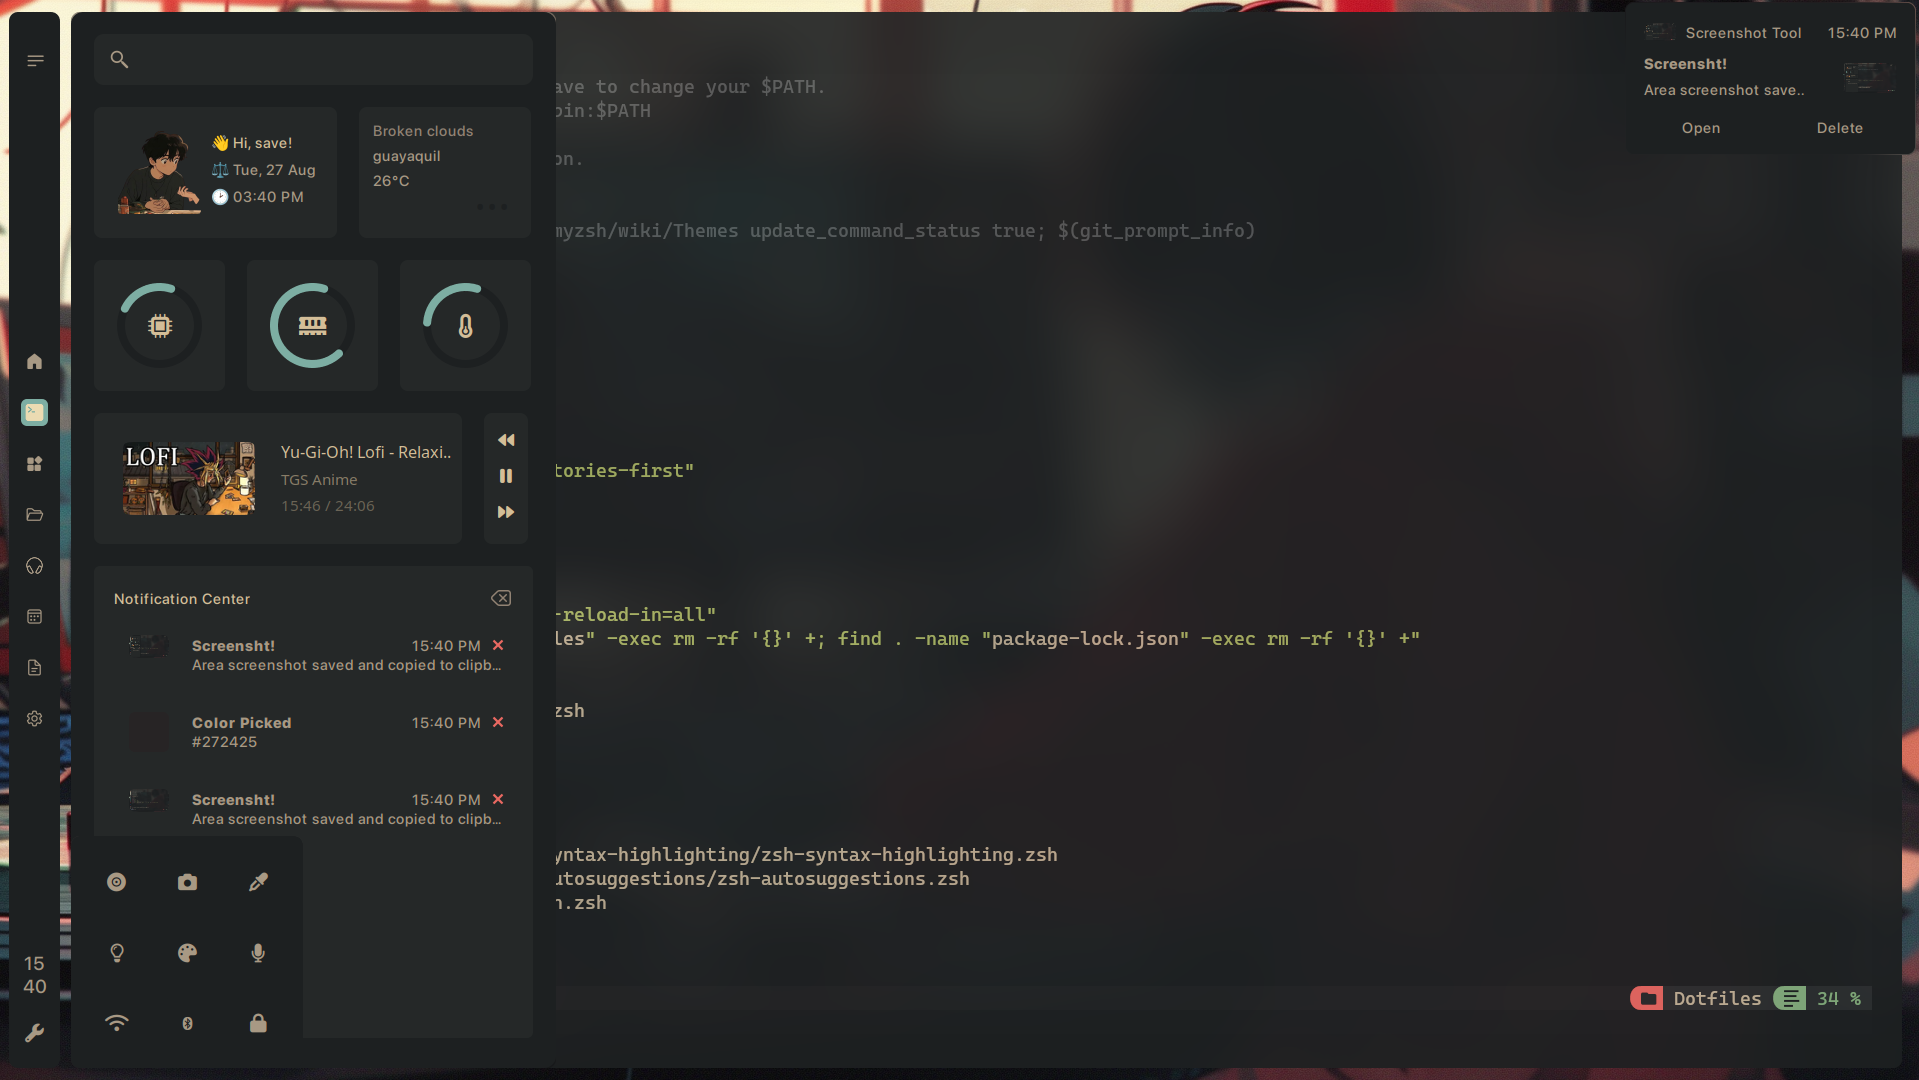 Hi, save!
Tue, 27 Aug
03:40 PM
Broken clouds
guayaquil
26°C
LOFI
Yu-Gi-Oh! Lofi - Relaxi..
TGS Anime
15:46 / 24:06
Notification Center
Screensht! 15:40 PM
Area screenshot saved and copied to clipb...
Color Picked 15:40 PM
#272425
Screensht! 15:40 PM
Area screenshot saved and copied to clipb...
15
40
ave to change your $PATH.
bin:$PATH
on.
myzsh/wiki/Themes update_command_status true; $(git_prompt_info)
tories-first"
-reload-in=all"
les" -exec rm -rf '{}' +; find . -name "package-lock.json" -exec rm -rf '{}' +"
zsh
yntax-highlighting/zsh-syntax-highlighting.zsh
utosuggestions/zsh-autosuggestions.zsh
h.zsh
Dotfiles 34 %
Screenshot Tool 15:40 PM
Screensht!
Area screenshot save..
Open Delete